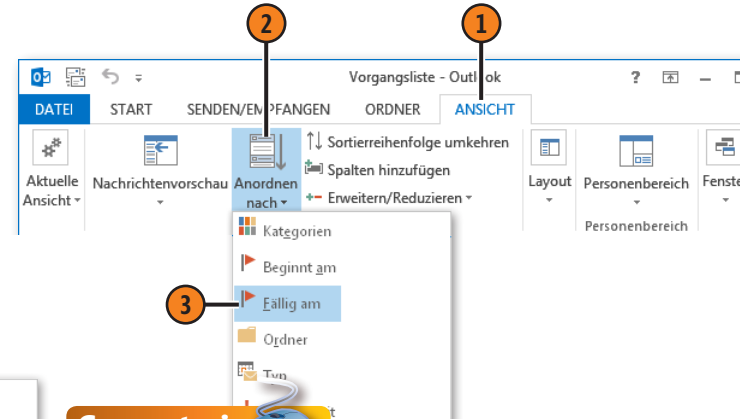 2 1
Vorgangsliste - Outlook
DATEI START SENDEN/EMPFANGEN ORDNER ANSICHT
Aktuelle Ansicht
Nachrichtenvorschau
Anordnen nach
Sortierreihenfolge umkehren
Spalten hinzufügen
Erweitern/Reduzieren
Layout
Personenbereich
Personenbereich
Kategorien
Beginnt am
3 Fällig am
Ordner
Typ